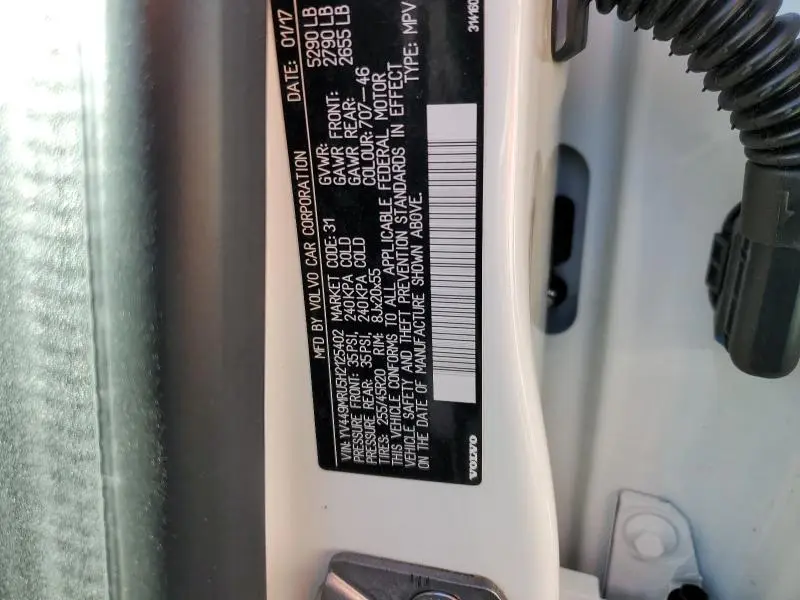 MFD BY VOLVO CAR CORPORATION DATE: 01/17
VIN: YV449MRU5H2125402 GVWR: 5290 LB
PRESSURE FRONT: 35PSI, 240KPA COLD GAWR FRONT: 2790 LB
PRESSURE REAR: 35PSI, 240KPA COLD GAWR REAR: 2655 LB
MARKET CODE: 31 COLOUR: 707--46
TIRES: 255/45R20 RIM: 8Jx20x55
THIS VEHICLE CONFORMS TO ALL APPLICABLE FEDERAL MOTOR
VEHICLE SAFETY AND THEFT PREVENTION STANDARDS IN EFFECT
ON THE DATE OF MANUFACTURE SHOWN ABOVE. TYPE: MPV
VOLVO